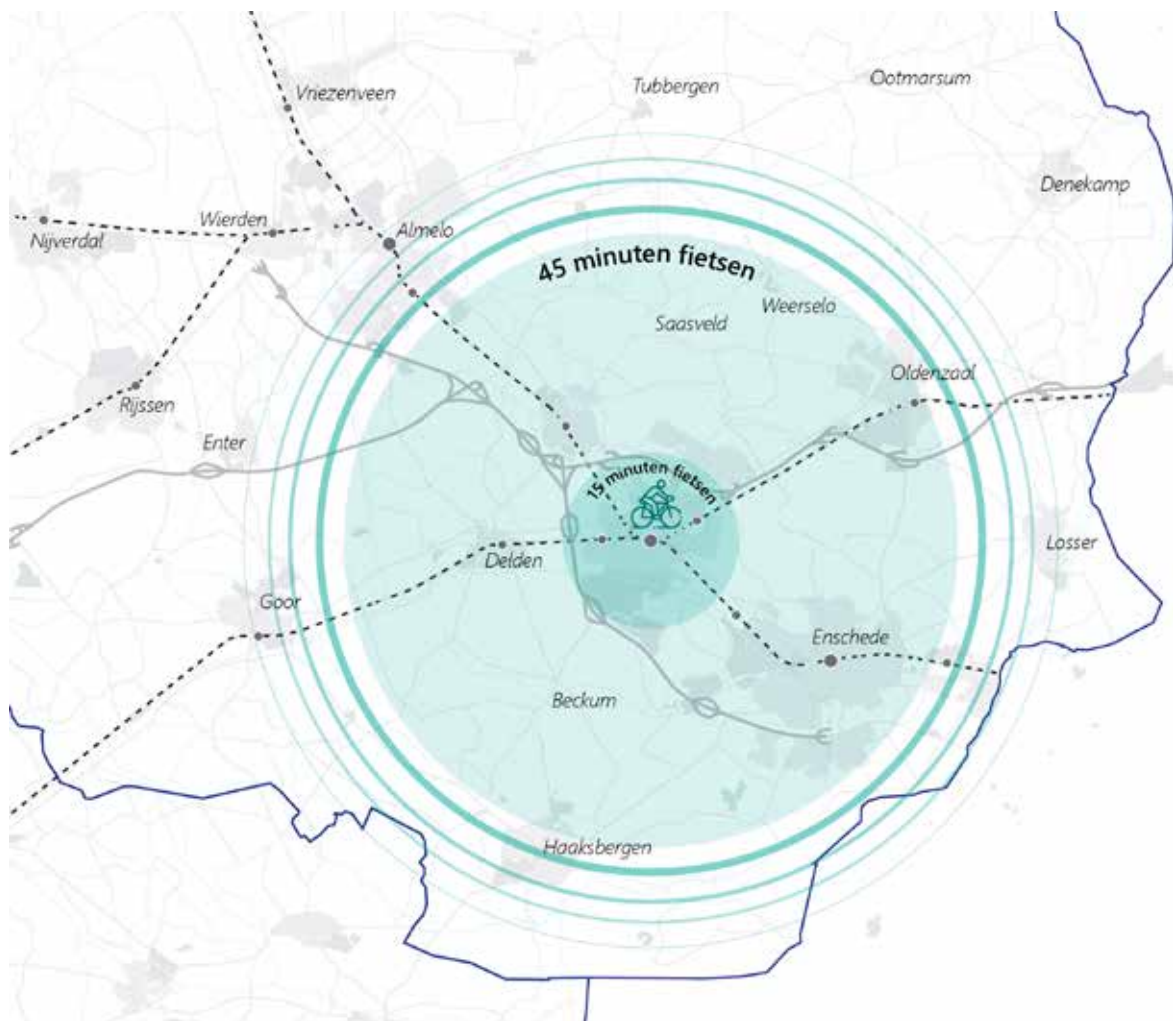 Ootmarsum
Tubbergen
Vriezenveen
Denekamp
Wierden
Almelo
Nijverdal
45 minuten fietsen
Weerselo
Saasveld
Oldenzaal
Rijssen
Enter
15 minuten fietsen
Losser
Delden
Goor
Enschede
Beckum
Haaksbergen